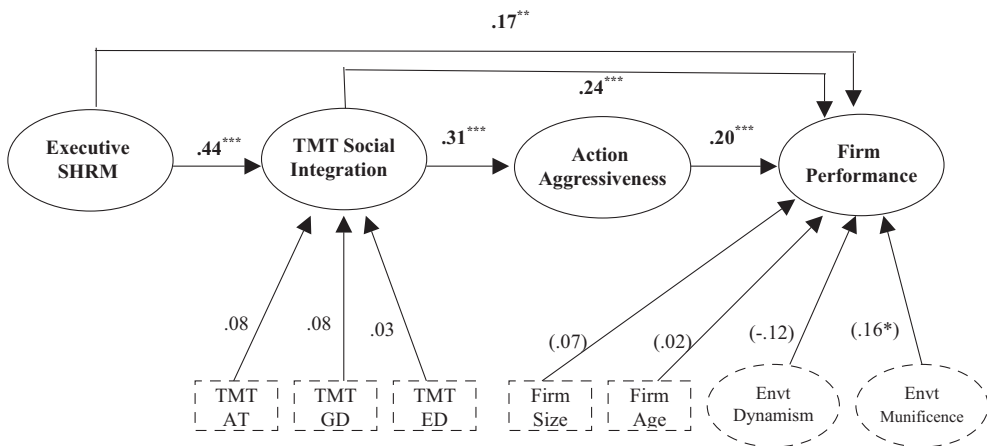 .17**
.24***
Executive
SHRM
.44***
TMT Social
Integration
.31***
Action
Aggressiveness
.20***
Firm
Performance
.08
.08
.03
(.07)
(.02)
(-.12)
(.16*)
TMT
AT
TMT
GD
TMT
ED
Firm
Size
Firm
Age
Envt
Dynamism
Envt
Munificence